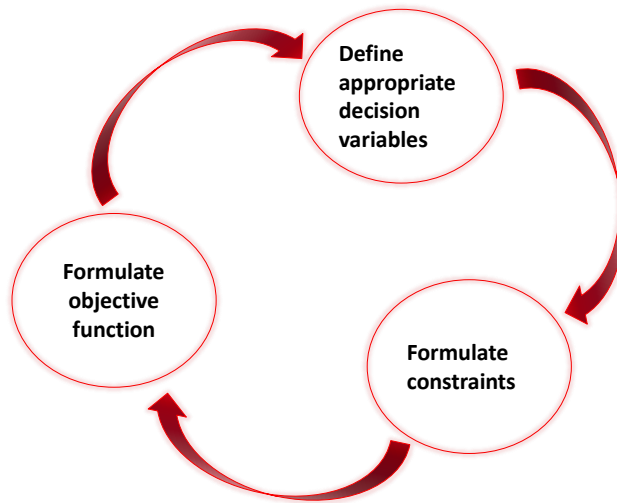 Define
appropriate
decision
variables
Formulate
objective
function
Formulate
constraints